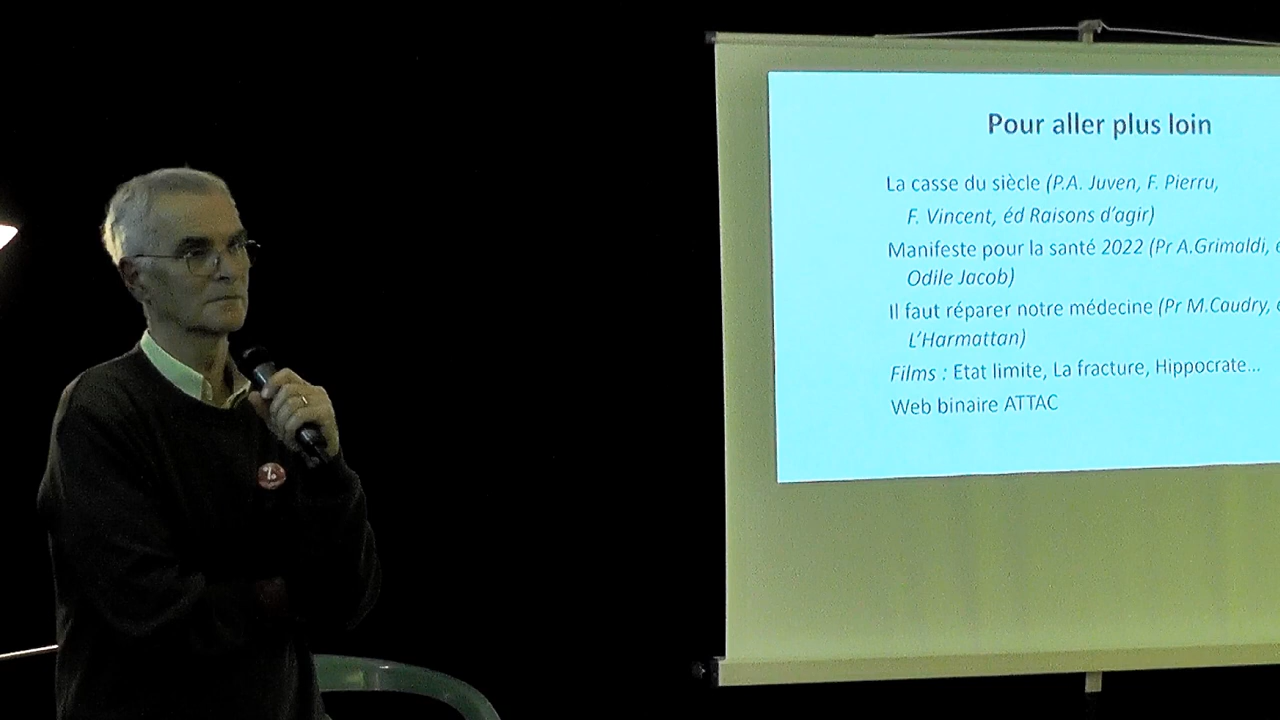 Pour aller plus loin
La casse du siècle (P.A. Juven, F. Pierru,
F. Vincent, éd Raisons d'agir)
Manifeste pour la santé 2022 (Pr A.Grimaldi,
Odile Jacob)
Il faut réparer notre médecine (Pr M.Caudry,
L'Harmattan)
Films : Etat limite, La fracture, Hippocrate...
Web binaire ATTAC